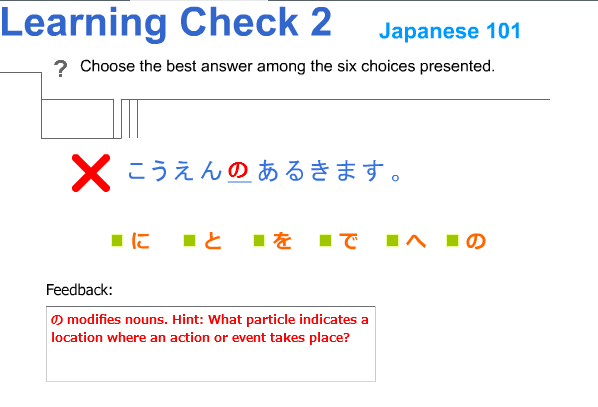 Learning Check 2
Japanese 101
? Choose the best answer among the six choices presented.
こうえんのあるきます。
に と を で へ の
Feedback:
の modifies nouns. Hint: What particle indicates a
location where an action or event takes place?